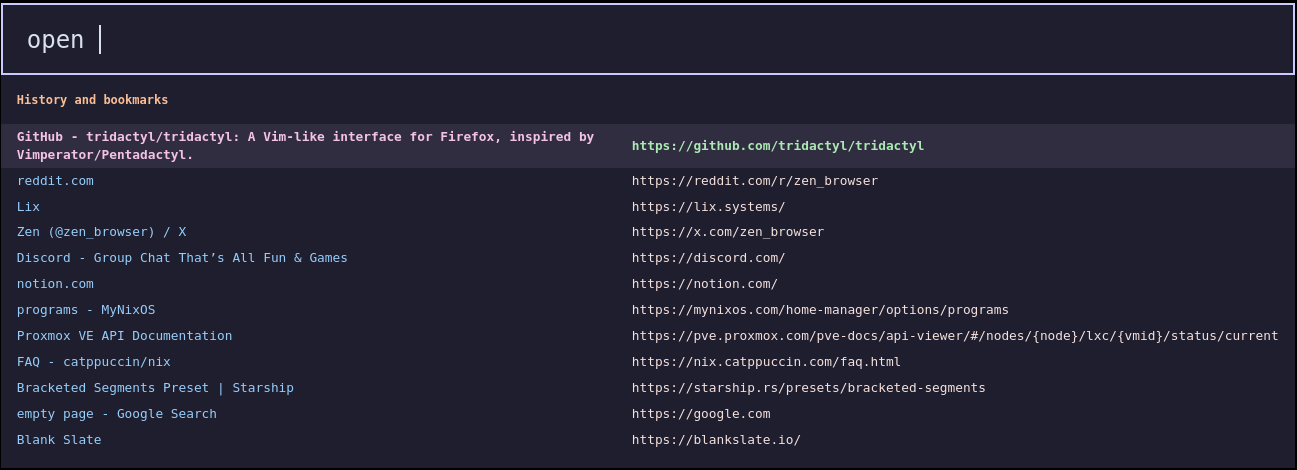 open
History and bookmarks
GitHub - tridactyl/tridactyl: A Vim-like interface for Firefox, inspired by
Vimperator/Pentadactyl.
https://github.com/tridactyl/tridactyl
reddit.com https://reddit.com/r/zen_browser
Lix https://lix.systems/
Zen (@zen_browser) / X https://x.com/zen_browser
Discord - Group Chat That’s All Fun & Games https://discord.com/
notion.com https://notion.com/
programs - MyNixOS https://mynixos.com/home-manager/options/programs
Proxmox VE API Documentation https://pve.proxmox.com/pve-docs/api-viewer/#/nodes/{node}/lxc/{vmid}/status/current
FAQ - catppuccin/nix https://nix.catppuccin.com/faq.html
Bracketed Segments Preset | Starship https://starship.rs/presets/bracketed-segments
empty page - Google Search https://google.com
Blank Slate https://blankslate.io/